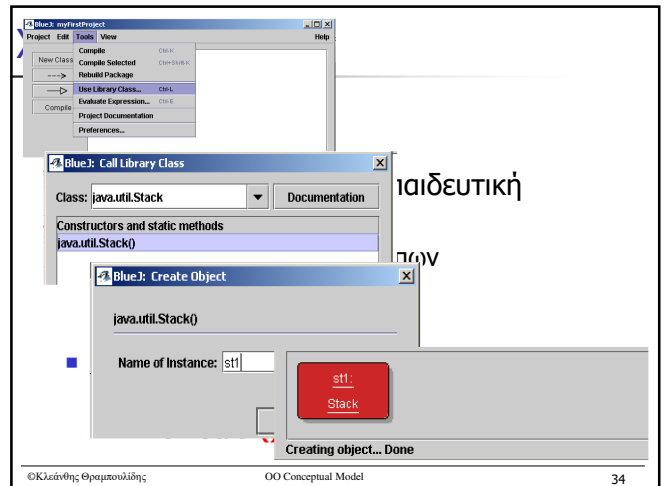 BlueJ: myFirstProject
Project Edit Tools View Help
New Class
--->
Compile
Compile Ctrl-K
Compile Selected Ctrl+Shift-K
Rebuild Package
Use Library Class... Ctrl-L
Evaluate Expression... Ctrl-E
Project Documentation
Preferences...
BlueJ: Call Library Class
Class: java.util.Stack Documentation
Constructors and static methods
java.util.Stack()
BlueJ: Create Object
java.util.Stack()
Name of Instance: st1
st1:
Stack
Creating object... Done
©Κλεάνθης Θραμπουλίδης OO Conceptual Model 34